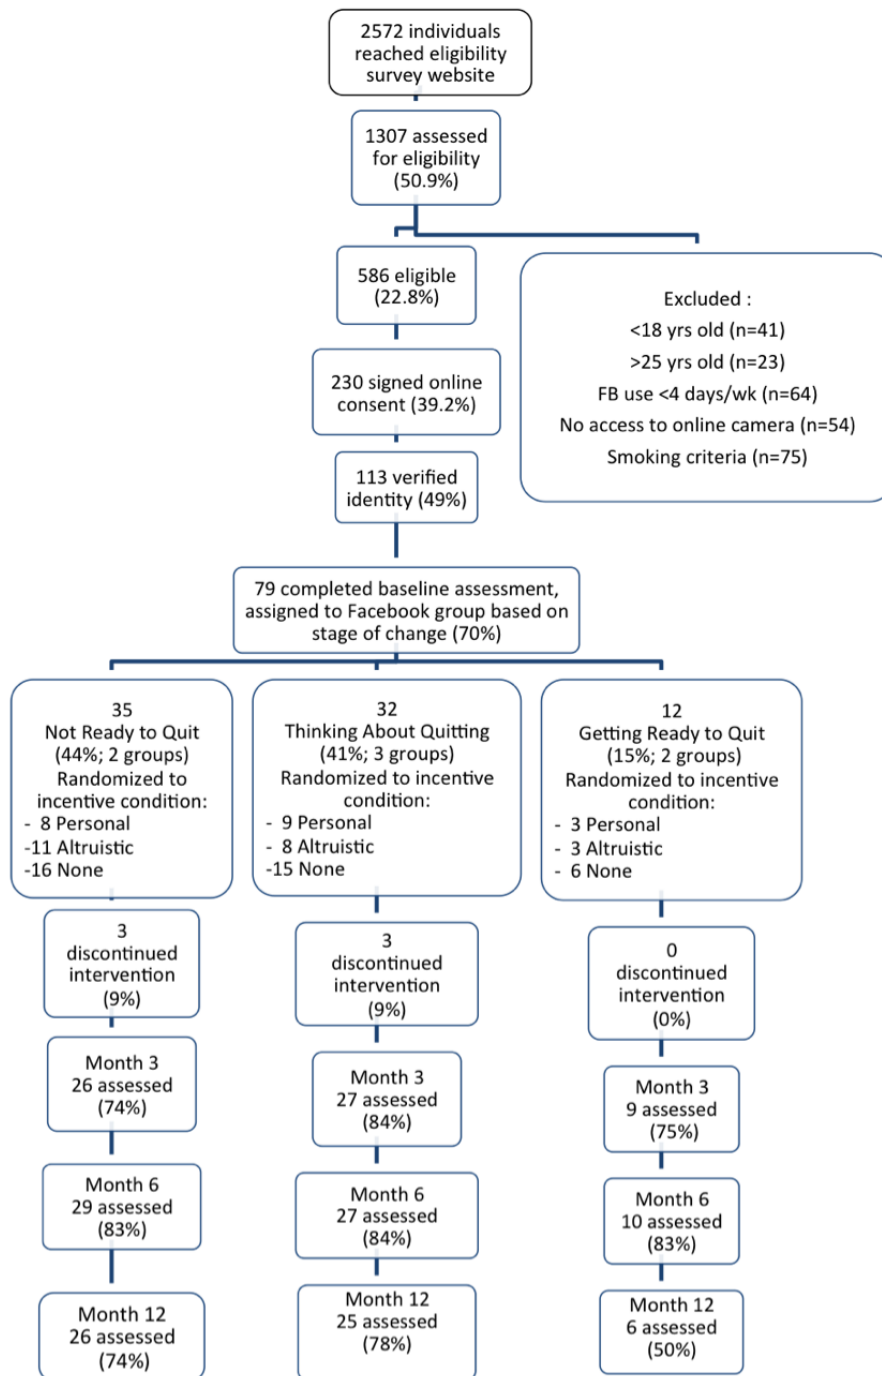 2572 individuals
reached eligibility
survey website
1307 assessed
for eligibility
(50.9%)
586 eligible
(22.8%)
Excluded :
<18 yrs old (n=41)
>25 yrs old (n=23)
FB use <4 days/wk (n=64)
No access to online camera (n=54)
Smoking criteria (n=75)
230 signed online
consent (39.2%)
113 verified
identity (49%)
79 completed baseline assessment,
assigned to Facebook group based on
stage of change (70%)
35
Not Ready to Quit
(44%; 2 groups)
Randomized to
incentive condition:
- 8 Personal
-11 Altruistic
-16 None
32
Thinking About Quitting
(41%; 3 groups)
Randomized to incentive
condition:
- 9 Personal
- 8 Altruistic
-15 None
12
Getting Ready to Quit
(15%; 2 groups)
Randomized to incentive
condition:
- 3 Personal
- 3 Altruistic
- 6 None
3
discontinued
intervention
(9%)
3
discontinued
intervention
(9%)
0
discontinued
intervention
(0%)
Month 3
26 assessed
(74%)
Month 3
27 assessed
(84%)
Month 3
9 assessed
(75%)
Month 6
29 assessed
(83%)
Month 6
27 assessed
(84%)
Month 6
10 assessed
(83%)
Month 12
26 assessed
(74%)
Month 12
25 assessed
(78%)
Month 12
6 assessed
(50%)